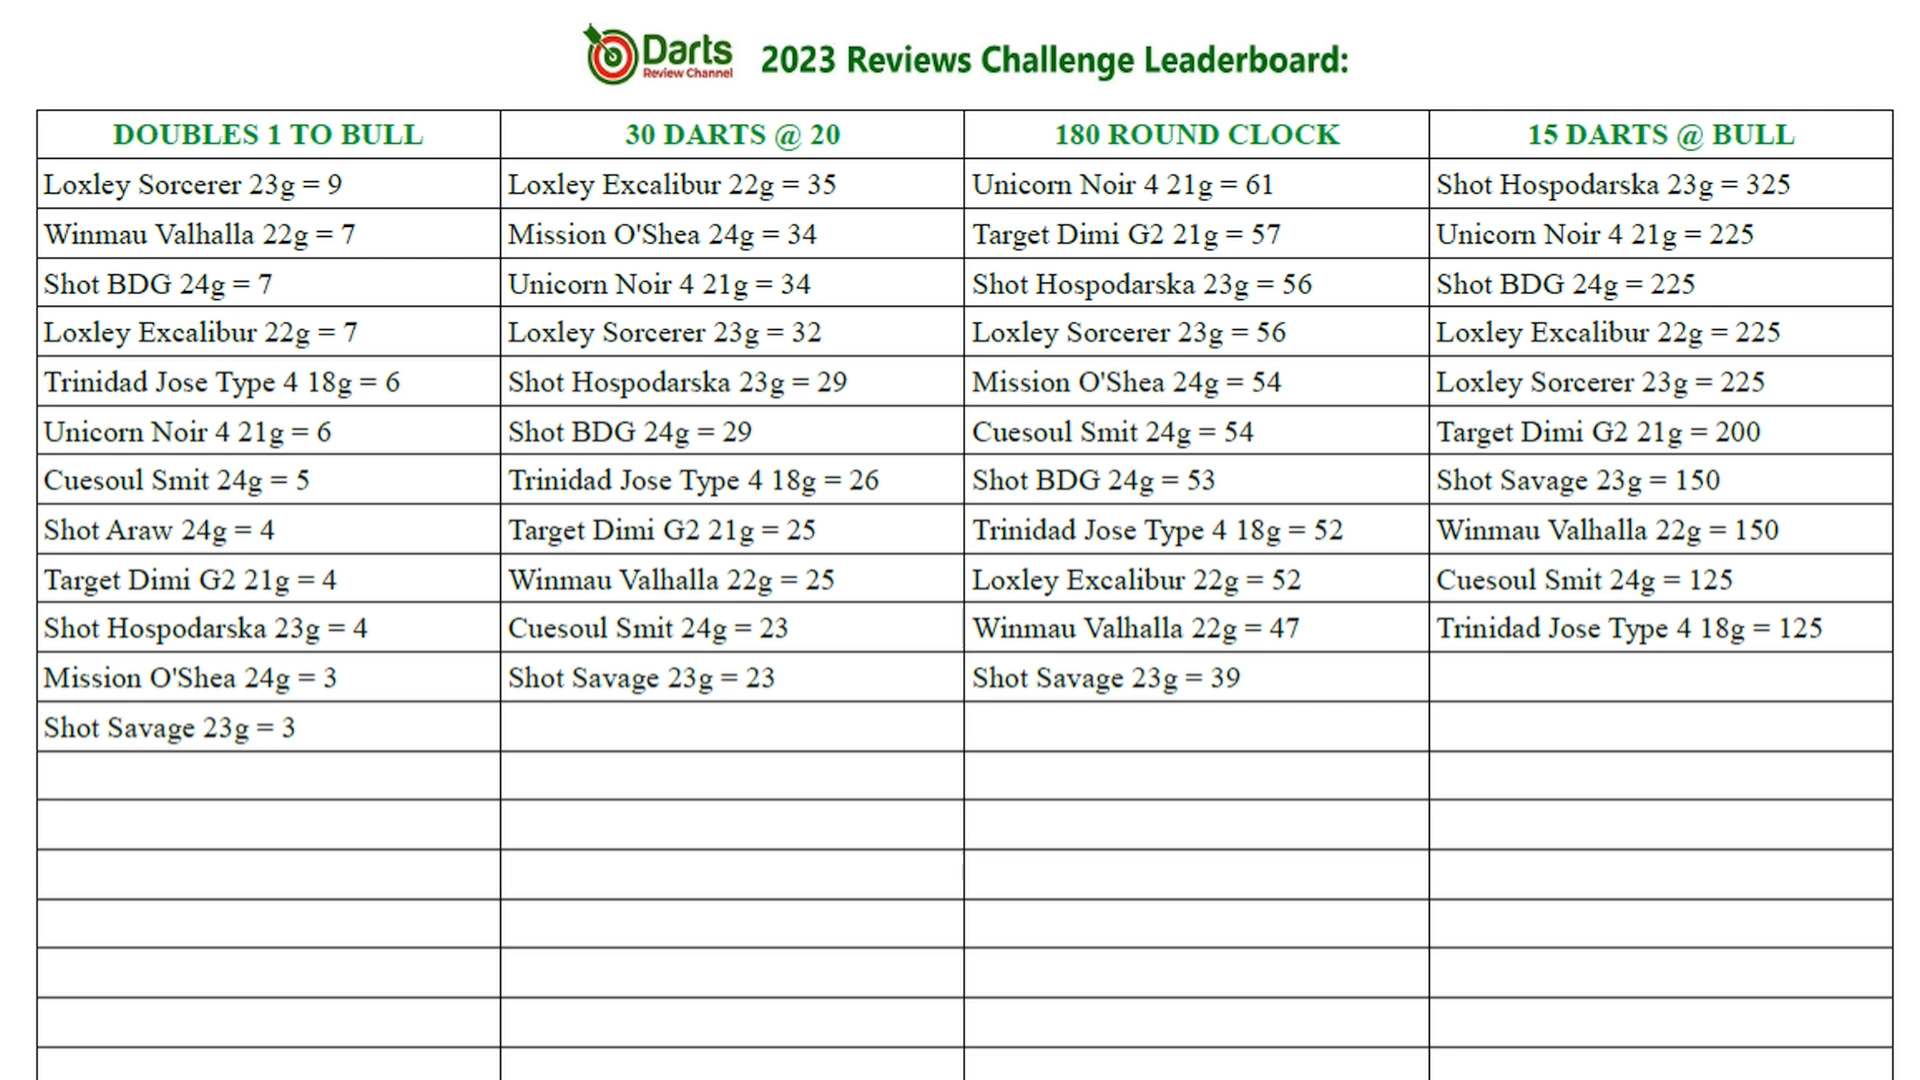 Darts
Review Channel
2023 Reviews Challenge Leaderboard:
DOUBLES 1 TO BULL 30 DARTS @ 20 180 ROUND CLOCK 15 DARTS @ BULL
Loxley Sorcerer 23g = 9 Loxley Excalibur 22g = 35 Unicorn Noir 4 21g = 61 Shot Hospodarska 23g = 325
Winmau Valhalla 22g = 7 Mission O'Shea 24g = 34 Target Dimi G2 21g = 57 Unicorn Noir 4 21g = 225
Shot BDG 24g = 7 Unicorn Noir 4 21g = 34 Shot Hospodarska 23g = 56 Shot BDG 24g = 225
Loxley Excalibur 22g = 7 Loxley Sorcerer 23g = 32 Loxley Sorcerer 23g = 56 Loxley Excalibur 22g = 225
Trinidad Jose Type 4 18g = 6 Shot Hospodarska 23g = 29 Mission O'Shea 24g = 54 Loxley Sorcerer 23g = 225
Unicorn Noir 4 21g = 6 Shot BDG 24g = 29 Cuesoul Smit 24g = 54 Target Dimi G2 21g = 200
Cuesoul Smit 24g = 5 Trinidad Jose Type 4 18g = 26 Shot BDG 24g = 53 Shot Savage 23g = 150
Shot Araw 24g = 4 Target Dimi G2 21g = 25 Trinidad Jose Type 4 18g = 52 Winmau Valhalla 22g = 150
Target Dimi G2 21g = 4 Winmau Valhalla 22g = 25 Loxley Excalibur 22g = 52 Cuesoul Smit 24g = 125
Shot Hospodarska 23g = 4 Cuesoul Smit 24g = 23 Winmau Valhalla 22g = 47 Trinidad Jose Type 4 18g = 125
Mission O'Shea 24g = 3 Shot Savage 23g = 23 Shot Savage 23g = 39
Shot Savage 23g = 3